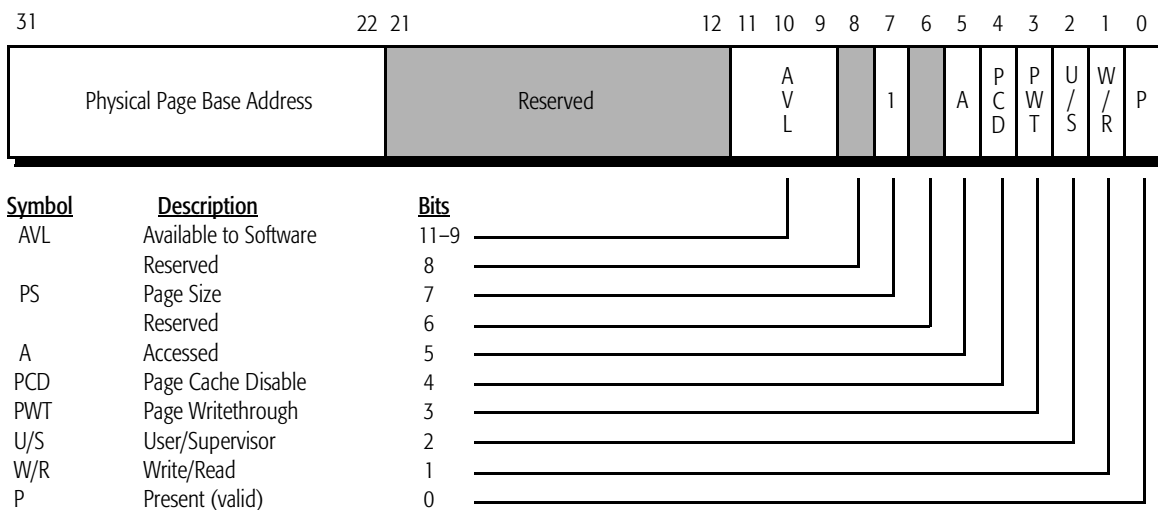 31 22 21 12 11 10 9 8 7 6 5 4 3 2 1 0
Physical Page Base Address Reserved AVL 1 A PCD PWT U/S W/R P
Symbol Description Bits
AVL Available to Software 11–9
Reserved 8
PS Page Size 7
Reserved 6
A Accessed 5
PCD Page Cache Disable 4
PWT Page Writethrough 3
U/S User/Supervisor 2
W/R Write/Read 1
P Present (valid) 0